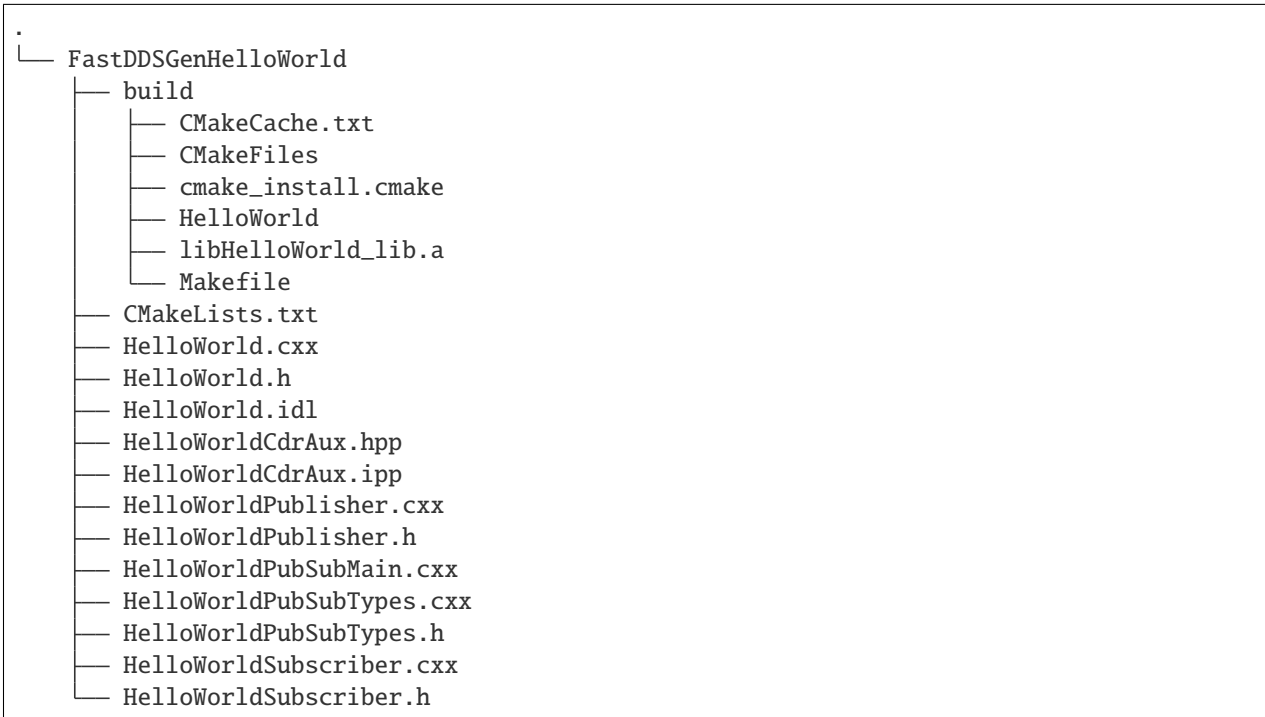 .
└── FastDDSGenHelloWorld
    ├── build
    │   ├── CMakeCache.txt
    │   ├── CMakeFiles
    │   ├── cmake_install.cmake
    │   ├── HelloWorld
    │   ├── libHelloWorld_lib.a
    │   └── Makefile
    ├── CMakeLists.txt
    ├── HelloWorld.cxx
    ├── HelloWorld.h
    ├── HelloWorld.idl
    ├── HelloWorldCdrAux.hpp
    ├── HelloWorldCdrAux.ipp
    ├── HelloWorldPublisher.cxx
    ├── HelloWorldPublisher.h
    ├── HelloWorldPubSubMain.cxx
    ├── HelloWorldPubSubTypes.cxx
    ├── HelloWorldPubSubTypes.h
    ├── HelloWorldSubscriber.cxx
    └── HelloWorldSubscriber.h